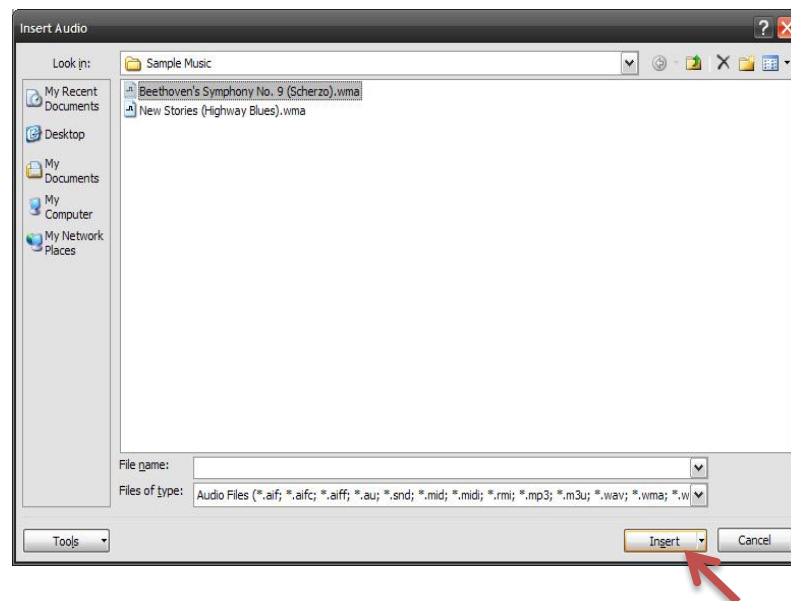 Insert Audio
Look in:
Sample Music
My Recent
Documents
Desktop
My
Documents
My
Computer
My Network
Places
Beethoven's Symphony No. 9 (Scherzo).wma
New Stories (Highway Blues).wma
File name:
Files of type:
Audio Files (*.aif; *.aifc; *.aiff; *.au; *.snd; *.mid; *.midi; *.rmi; *.mp3; *.m3u; *.wav; *.wma; *.w
Tools
Insert
Cancel